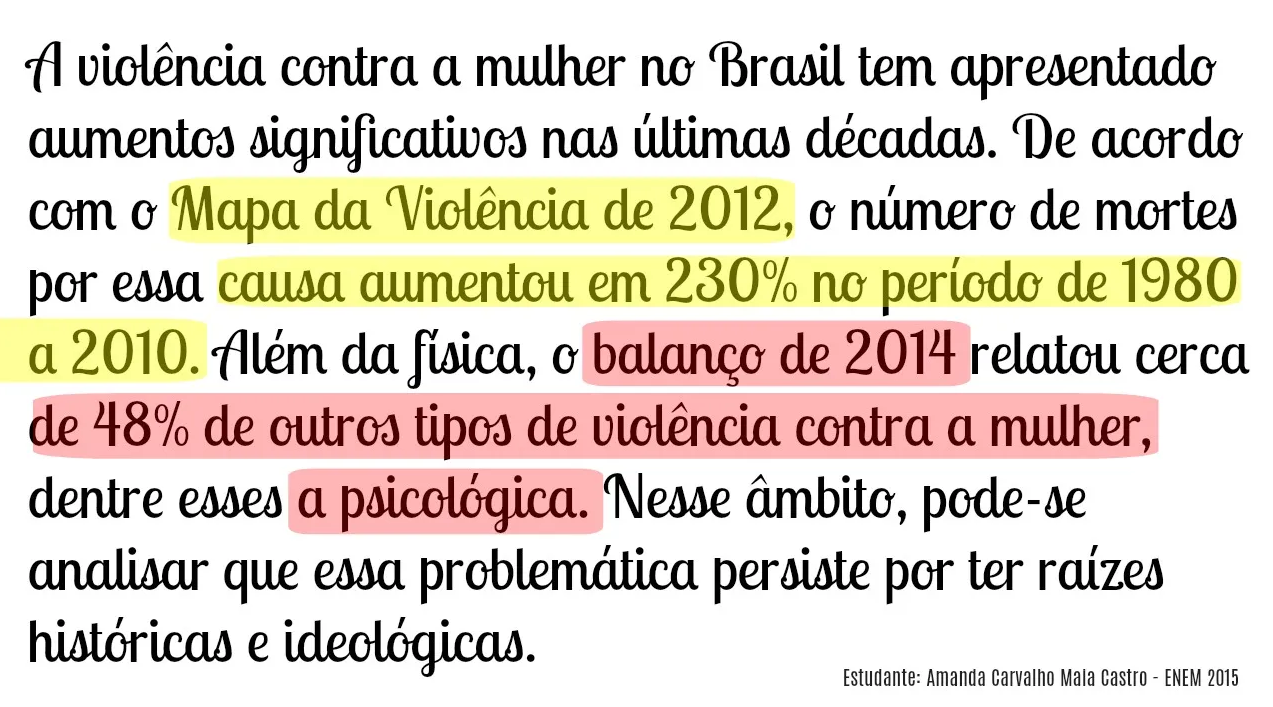 A violência contra a mulher no Brasil tem apresentado
aumentos significativos nas últimas décadas. De acordo
com o Mapa da Violência de 2012, o número de mortes
por essa causa aumentou em 230% no período de 1980
a 2010. Além da física, o balanço de 2014 relatou cerca
de 48% de outros tipos de violência contra a mulher,
dentre esses a psicológica. Nesse âmbito, pode-se
analisar que essa problemática persiste por ter raízes
históricas e ideológicas.
Estudante: Amanda Carvalho Maia Castro - ENEM 2015